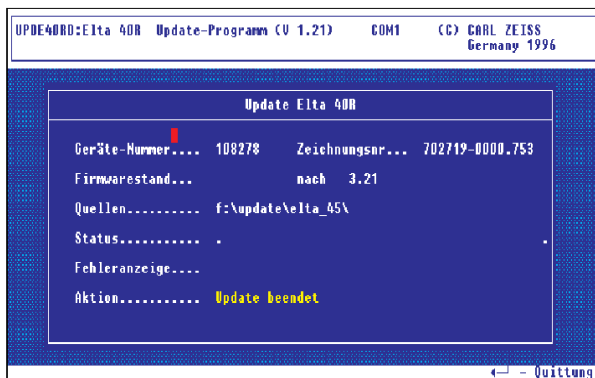 UPDE40RD:Elta 40R Update-Programm (V 1.21) COM1 (C) CARL ZEISS
Germany 1996
Update Elta 40R
Geräte-Nummer.... 108278 Zeichnungsnr... 702719-0000.753
Firmwarestand... nach 3.21
Quellen.......... f:\update\elta_45\
Status........... . .
Fehleranzeige....
Aktion........... Update beendet
◄─┘ - Quittung